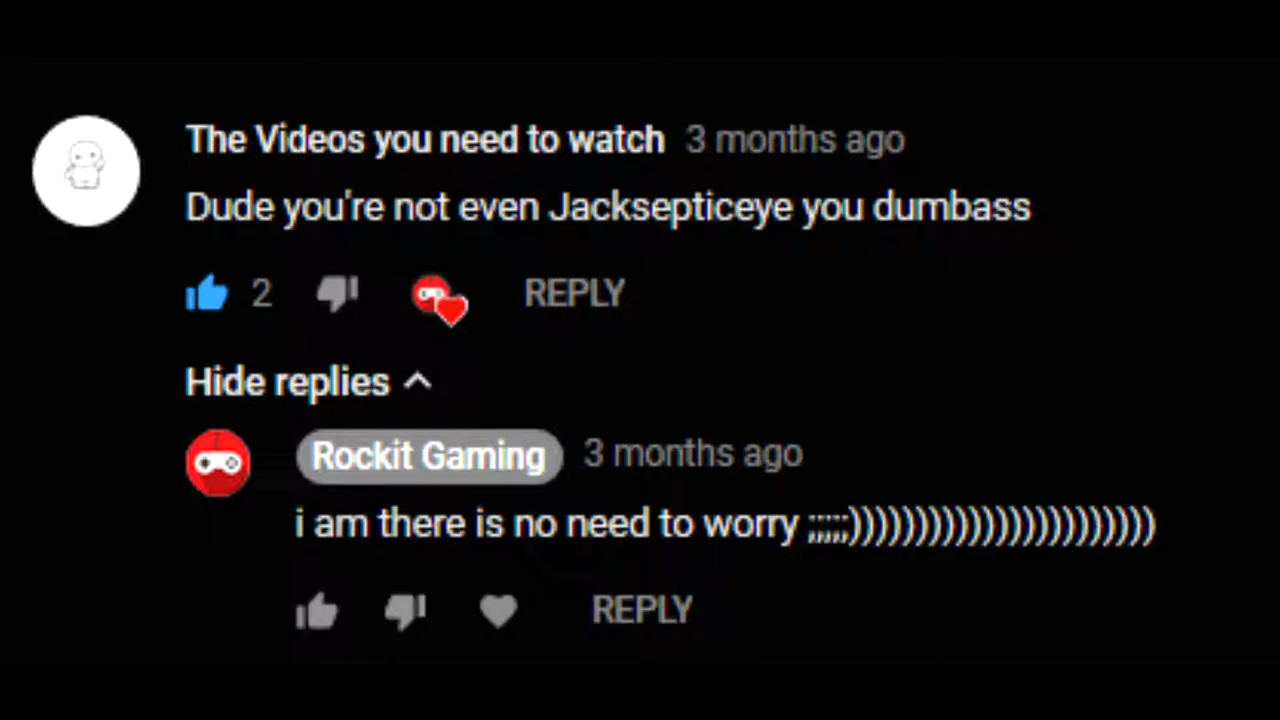 The Videos you need to watch 3 months ago
Dude you're not even Jacksepticeye you dumbass
2 REPLY
Hide replies
Rockit Gaming 3 months ago
i am there is no need to worry ;;;;;)))))))))))))))))))))))
REPLY